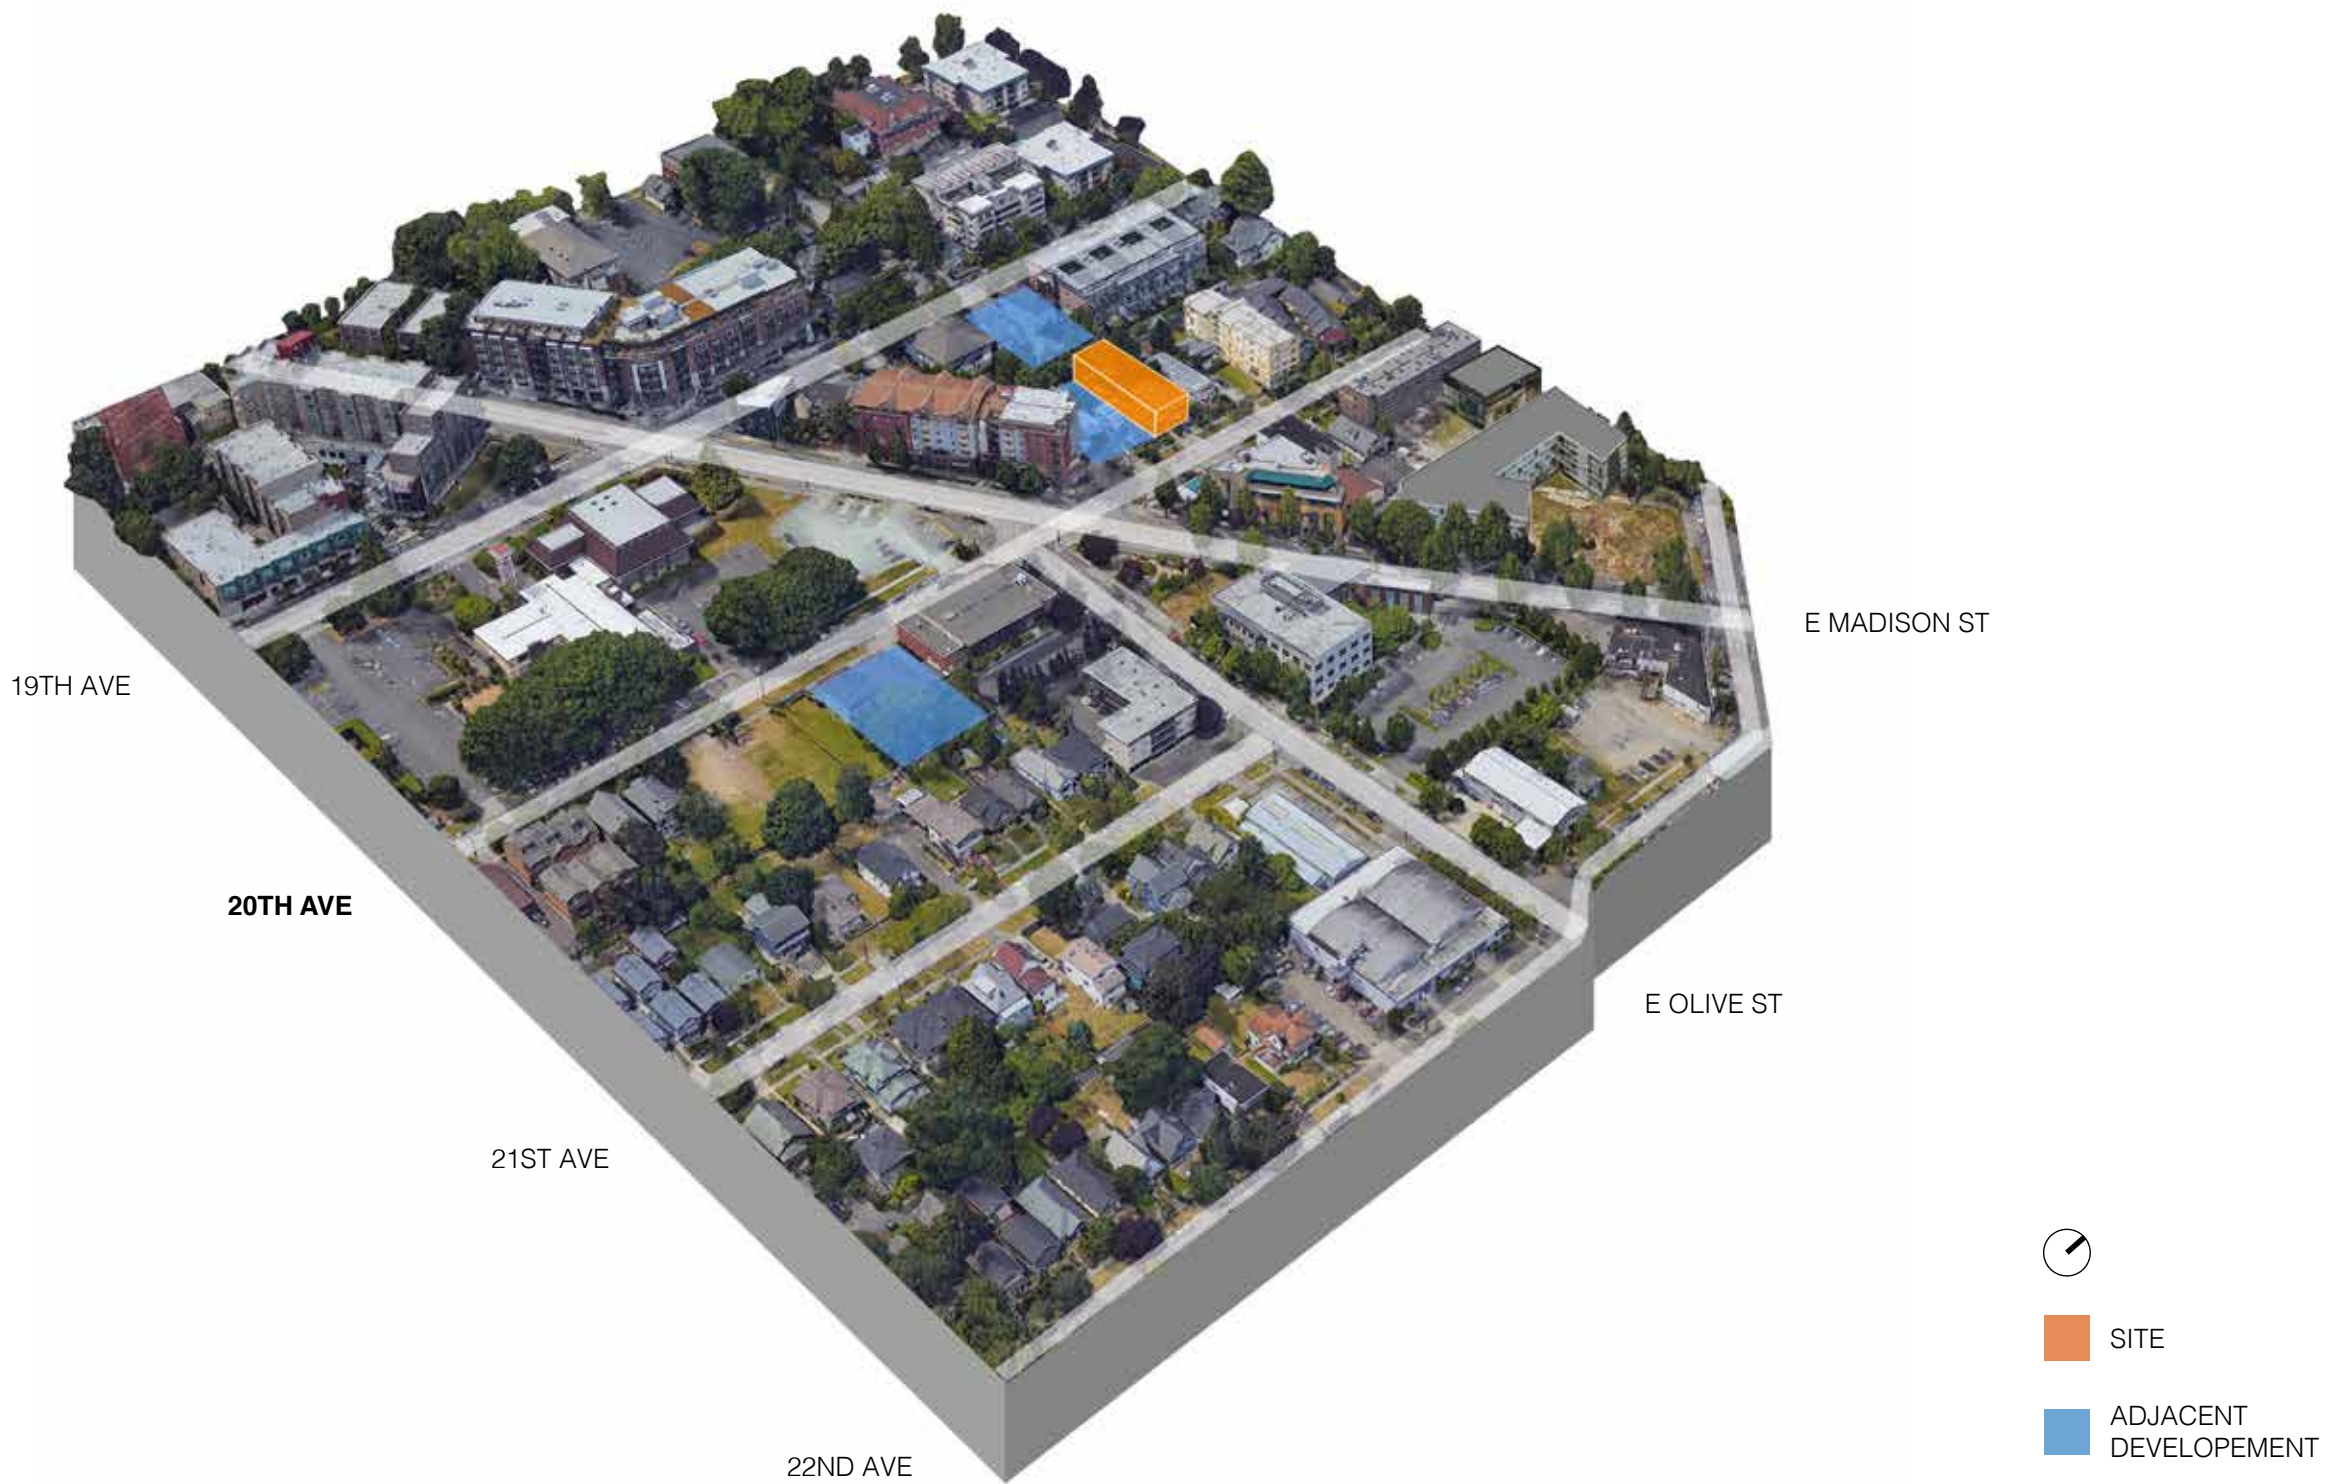 E MADISON ST
19TH AVE
20TH AVE
E OLIVE ST
21ST AVE
22ND AVE
SITE
ADJACENT
DEVELOPEMENT